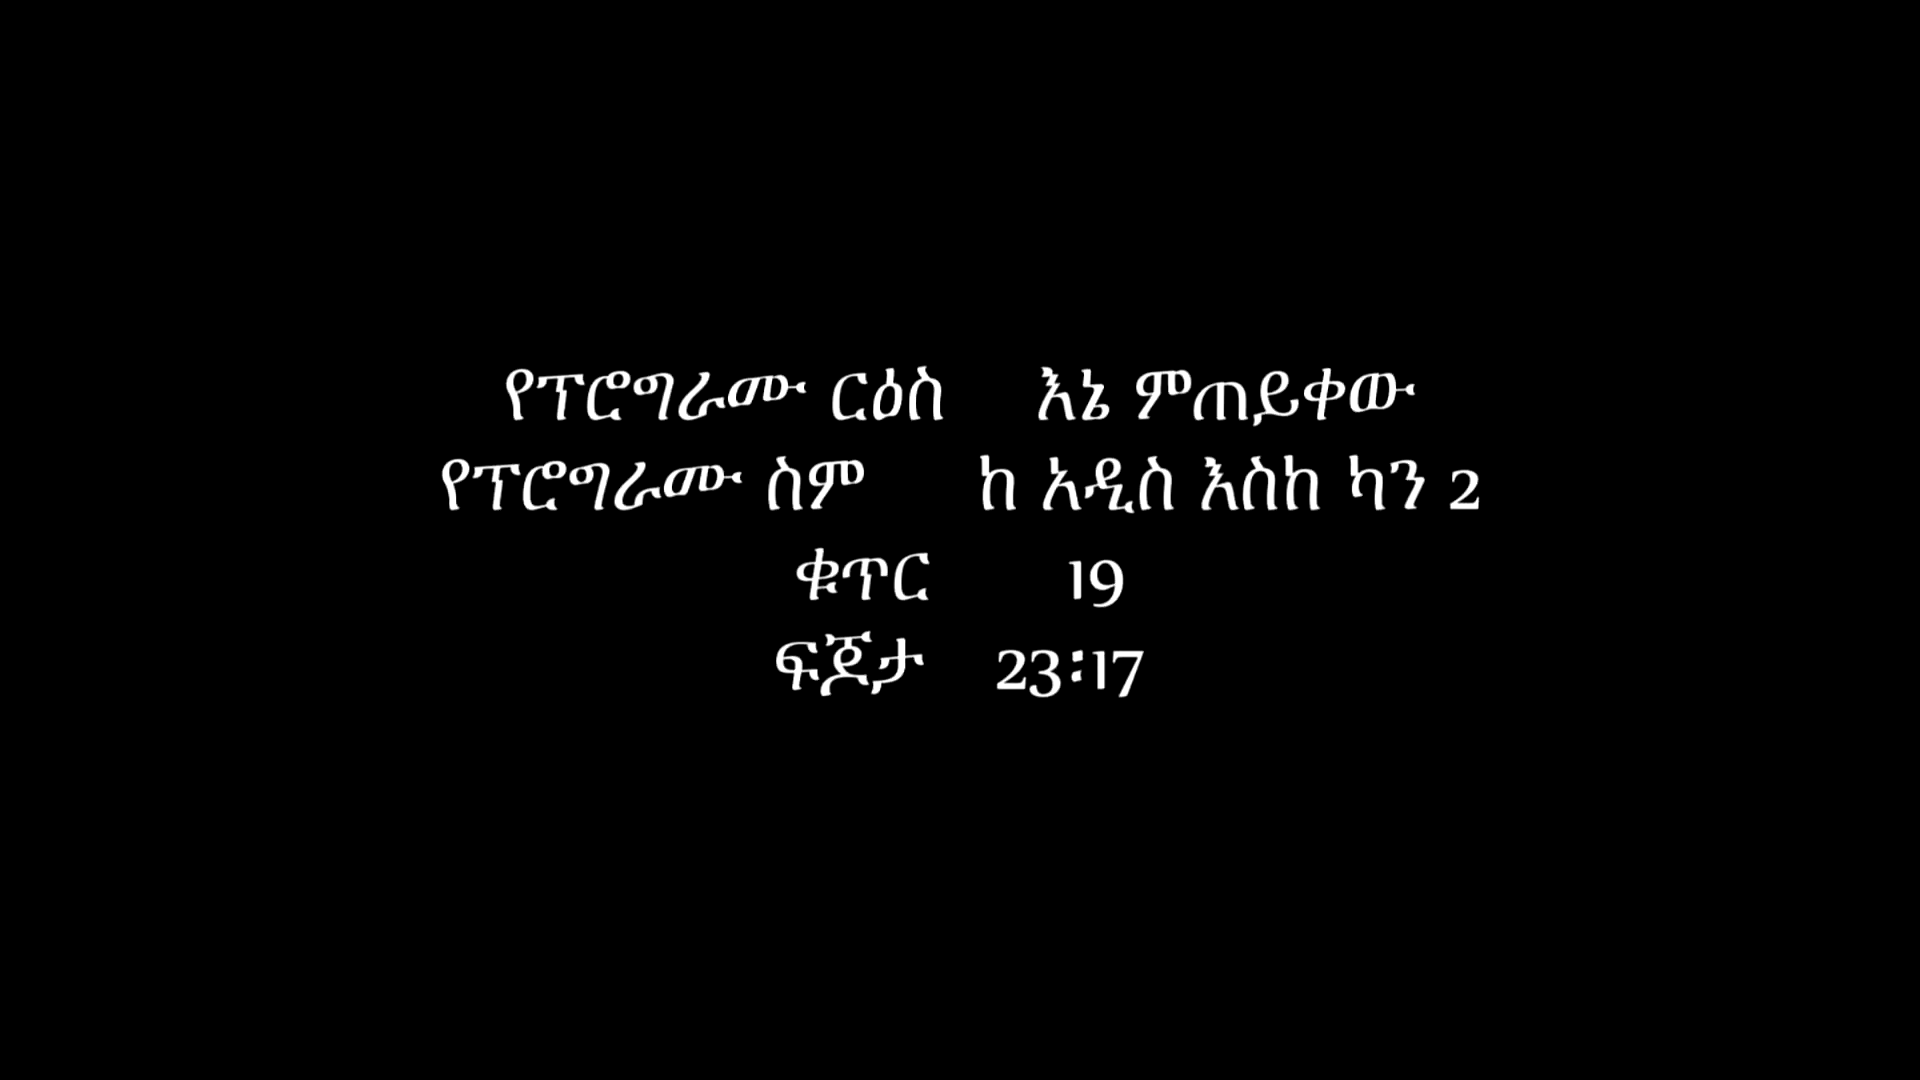 የፕሮግራሙ ርዕስ እኔ ምጠይቀው
የፕሮግራሙ ስም ከ አዲስ እስከ ካን 2
ቁጥር 19
ፍጆታ 23፡17